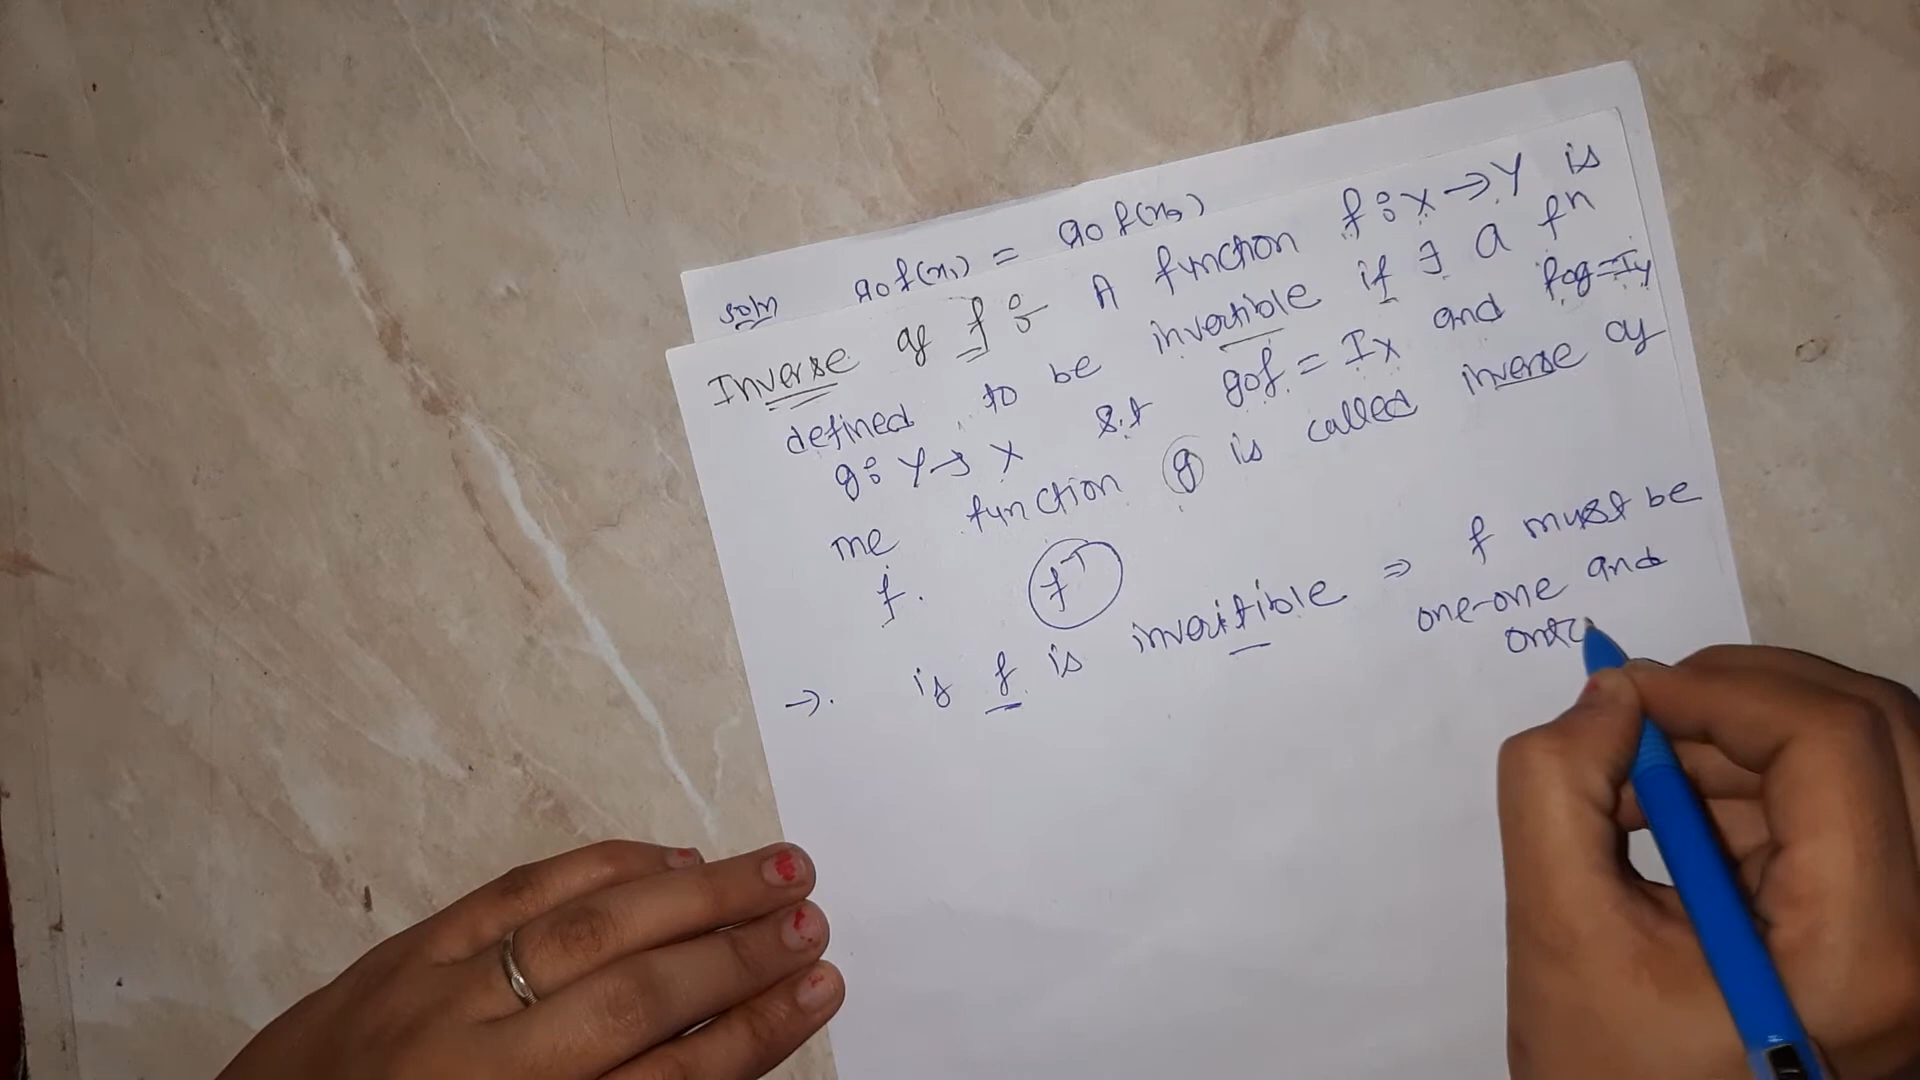 soln gof(x₁) = gof(x₂)
Inverse of f : A function f : X → Y is
defined to be invertible if ∃ a fn
g : Y → X s.t gof = Ix and fog = Iy
The function g is called inverse of
f. f⁻¹
→. if f is invertible ⇒ f must be
one-one and
onto